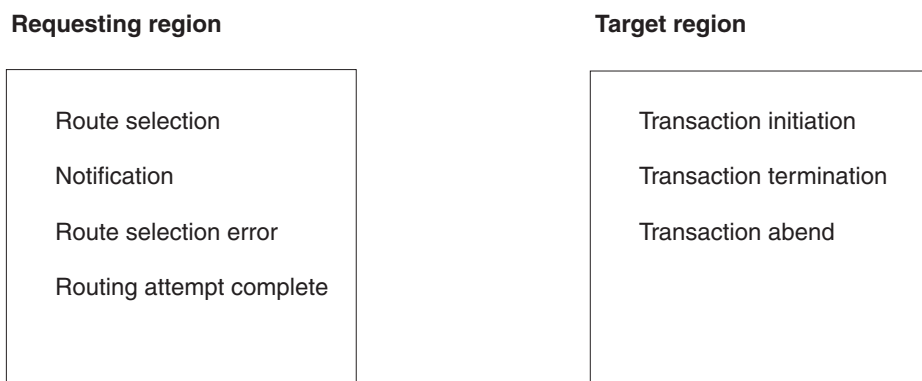 Requesting region
Target region
Route selection
Notification
Route selection error
Routing attempt complete
Transaction initiation
Transaction termination
Transaction abend